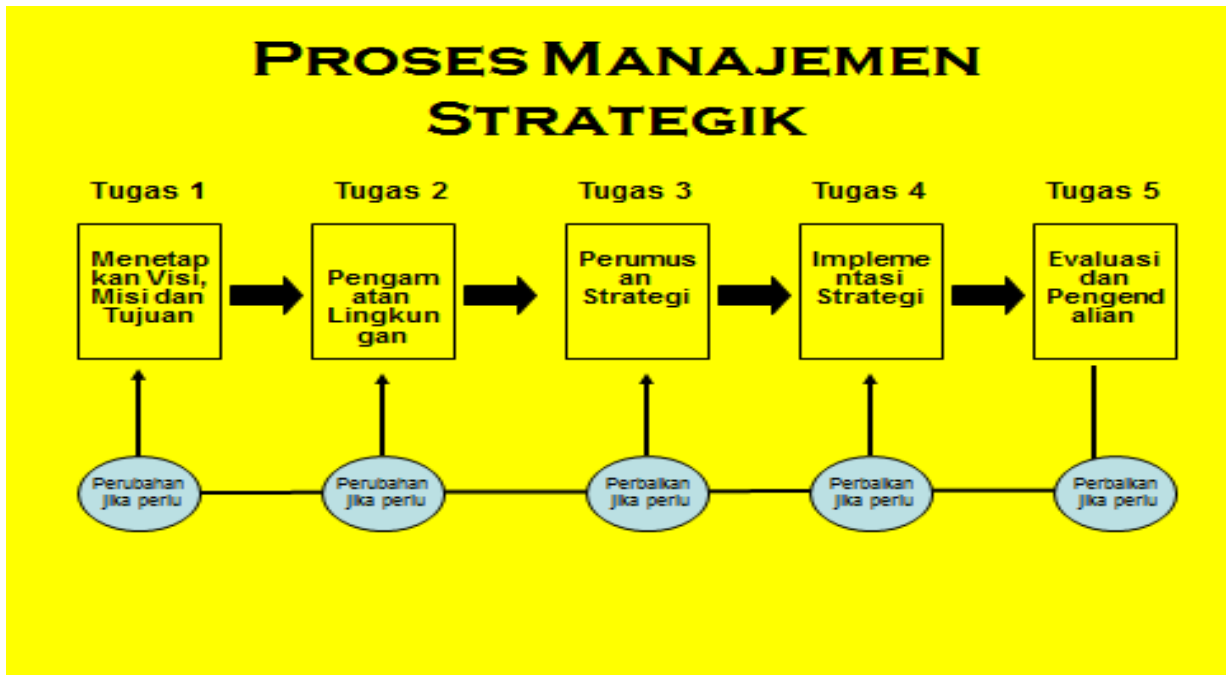 PROSES MANAJEMEN
STRATEGIK
Tugas 1
Tugas 2
Tugas 3
Tugas 4
Tugas 5
Menetap
kan Visi,
Misi dan
Tujuan
Pengam
atan
Lingkun
gan
Perumus
an
Strategi
Impleme
ntasi
Strategi
Evaluasi
dan
Pengend
alian
Perubahan
jika perlu
Perubahan
jika perlu
Perbaikan
jika perlu
Perbaikan
jika perlu
Perbaikan
jika perlu